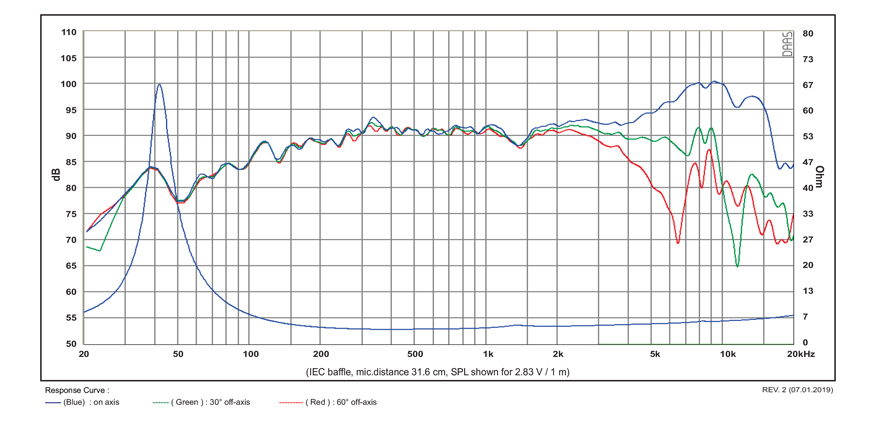 110 80
105 73
100 67
95 60
90 53
85 47
80 40
75 33
70 27
65 20
60 13
55 7
50 0
dB
Ohm
DAAS
20 50 100 200 500 1k 2k 5k 10k 20kHz
(IEC baffle, mic.distance 31.6 cm, SPL shown for 2.83 V / 1 m)
Response Curve :
REV. 2 (07.01.2019)
(Blue) : on axis ( Green ) : 30° off-axis ( Red ) : 60° off-axis